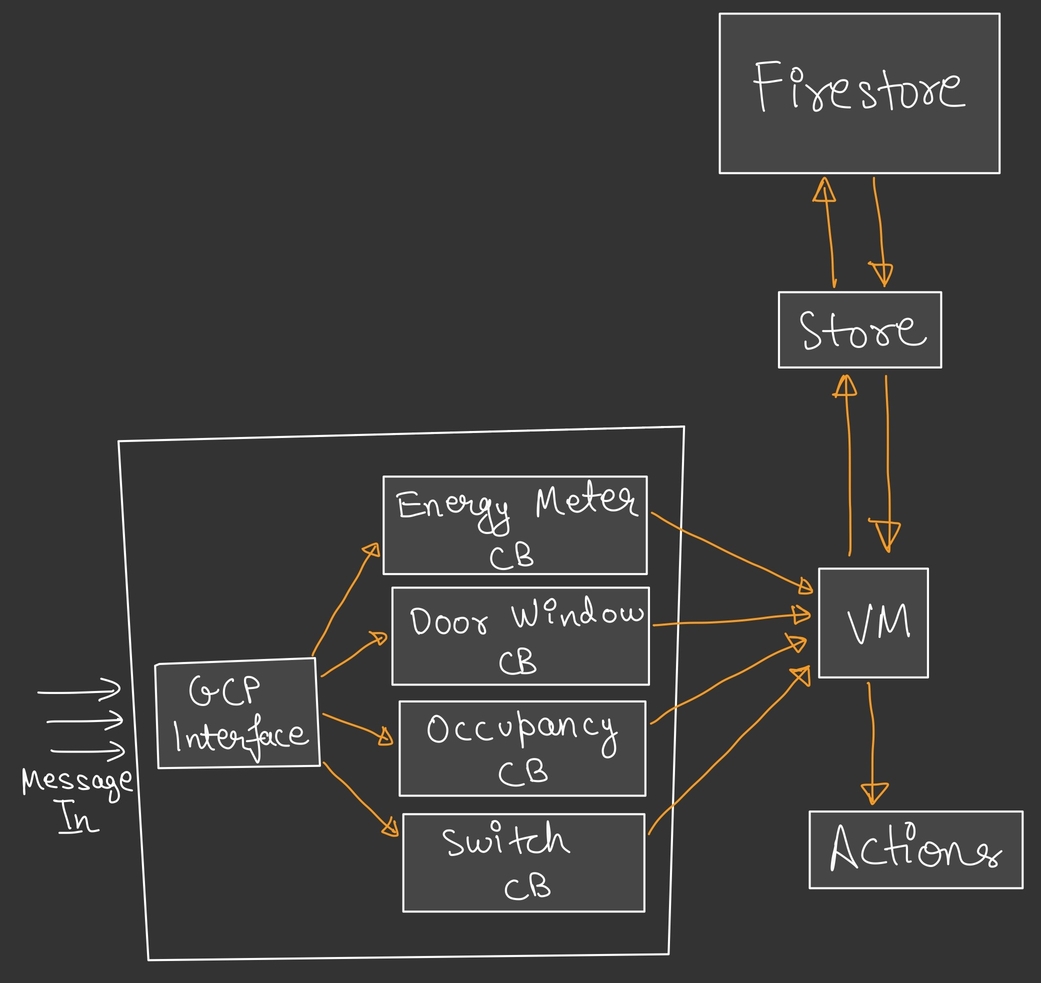 Firestore
Store
Energy Meter
CB
Door Window
CB
VM
GCP
Interface
Occupancy
CB
Message
In
Switch
CB
Actions